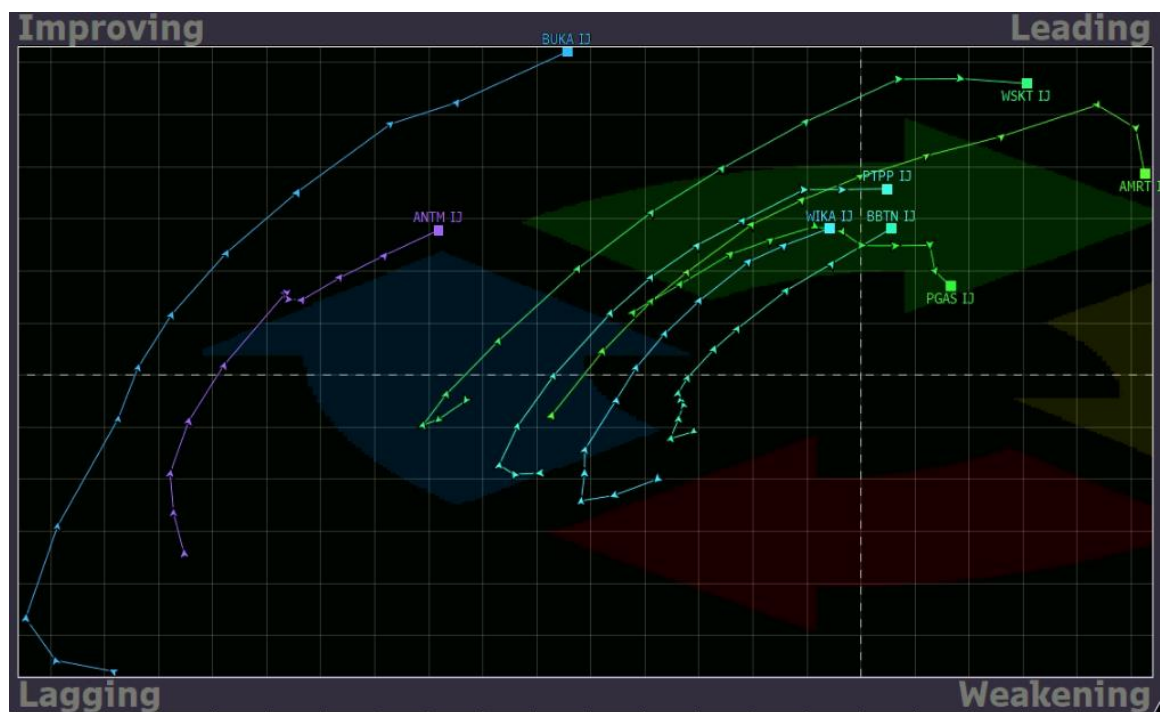 Improving
Leading
BUKA IJ
WSKT IJ
PTPP IJ
AMRT I
ANTM IJ
WIKA IJ
BBTN IJ
PGAS IJ
Lagging
Weakening